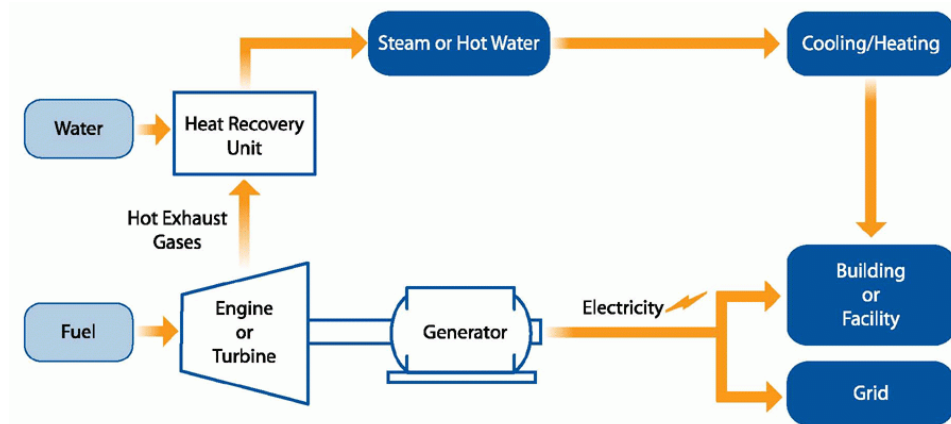 Steam or Hot Water
Cooling/Heating
Water
Heat Recovery
Unit
Hot Exhaust
Gases
Fuel
Engine
or
Turbine
Generator
Electricity
Building
or
Facility
Grid